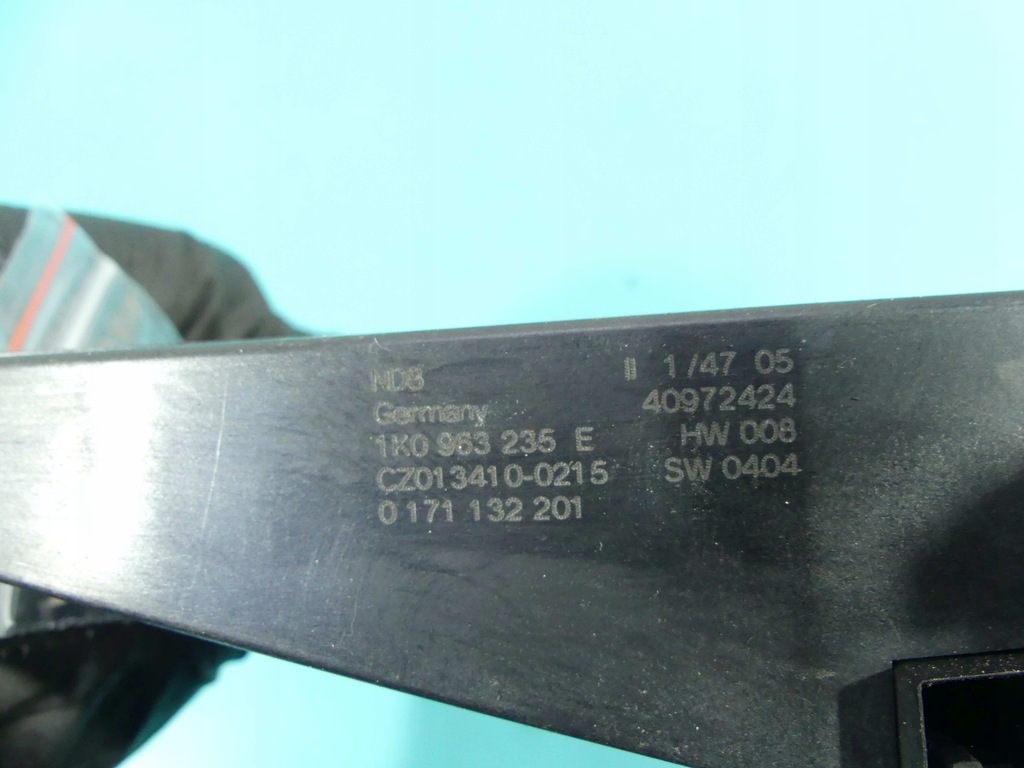 NDS
Germany
1K0 963 235 E
CZ013410-0215
0 171 132 201
II 1/47 05
40972424
HW 008
SW 0404